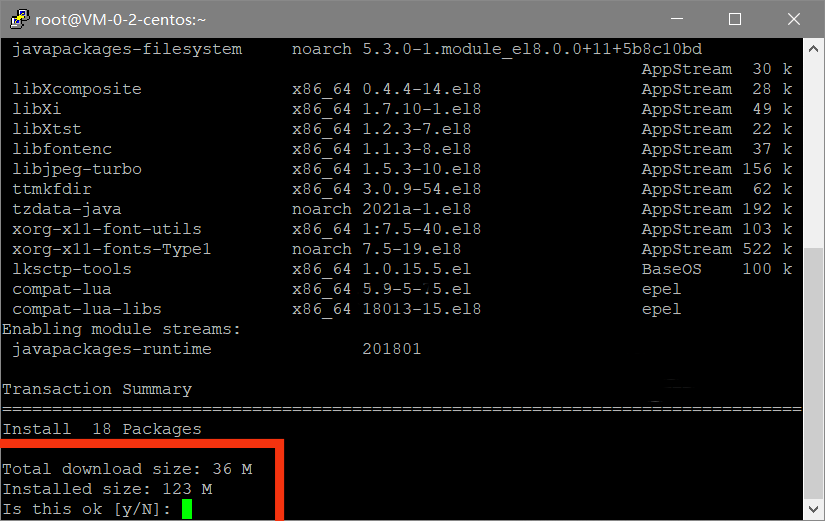 root@VM-0-2-centos:~
javapackages-filesystem noarch 5.3.0-1.module_el8.0.0+11+5b8c10bd
AppStream 30 k
libXcomposite x86_64 0.4.4-14.el8 AppStream 28 k
libXi x86_64 1.7.10-1.el8 AppStream 49 k
libXtst x86_64 1.2.3-7.el8 AppStream 22 k
libfontenc x86_64 1.1.3-8.el8 AppStream 37 k
libjpeg-turbo x86_64 1.5.3-10.el8 AppStream 156 k
ttmkfdir x86_64 3.0.9-54.el8 AppStream 62 k
tzdata-java noarch 2021a-1.el8 AppStream 192 k
xorg-x11-font-utils x86_64 1:7.5-40.el8 AppStream 103 k
xorg-x11-fonts-Type1 noarch 7.5-19.el8 AppStream 522 k
lksctp-tools x86_64 1.0.15.5.el BaseOS 100 k
compat-lua x86_64 epel
compat-lua-libs x86_64 18013-15.el8 epel
Enabling module streams:
javapackages-runtime 201801
Transaction Summary
================================================================================
Install 18 Packages
Total download size: 36 M
Installed size: 123 M
Is this ok [y/N]: